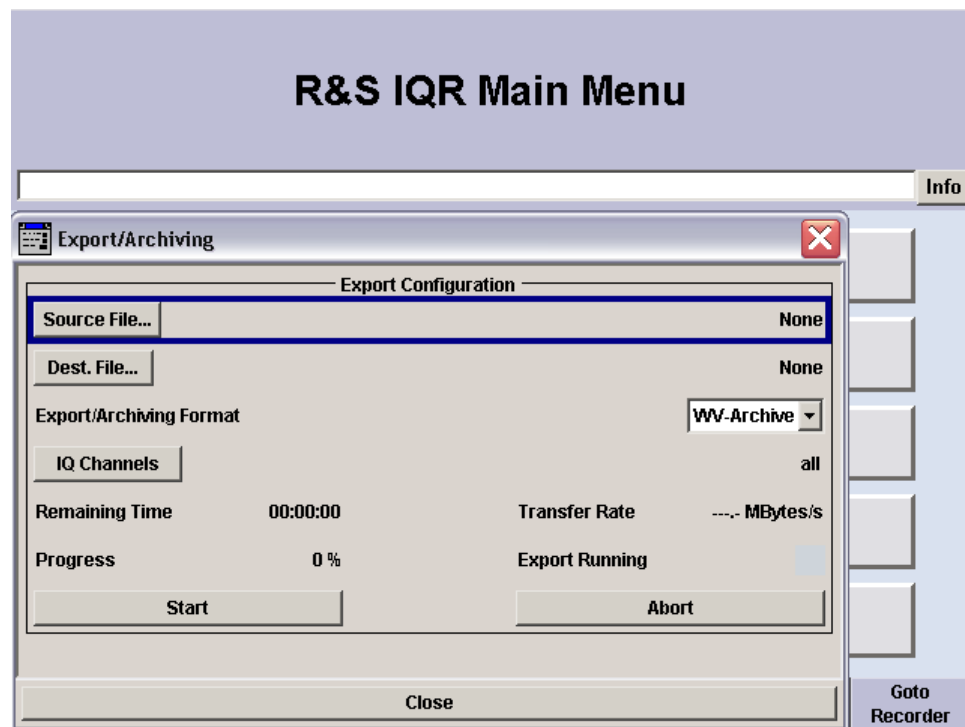 R&S IQR Main Menu
Info
Export/Archiving
Export Configuration
Source File... None
Dest. File... None
Export/Archiving Format WV-Archive
IQ Channels all
Remaining Time 00:00:00 Transfer Rate ---.- MBytes/s
Progress 0 % Export Running
Start Abort
Close
Goto
Recorder